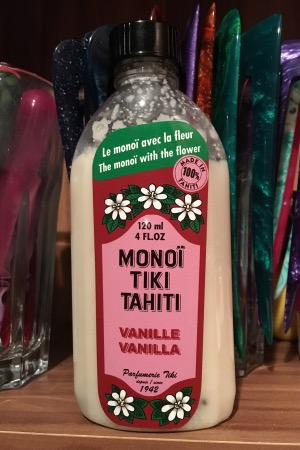 Le monoï avec la fleur
The monoï with the flower
MADE IN
100%
TAHITI
120 ml
4 FL.OZ
MONOÏ
TIKI
TAHITI
VANILLE
VANILLA
Parfumerie Tiki
depuis / since
1942